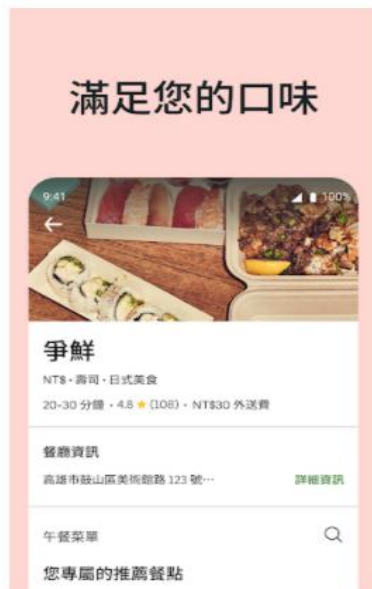 滿足您的口味
9:41
100%
爭鮮
NT$ • 壽司 • 日式美食
20-30 分鐘 • 4.8 ★ (108) • NT$30 外送費
餐廳資訊
高雄市鼓山區美術館路 123 號⋯
詳細資訊
午餐菜單
您專屬的推薦餐點